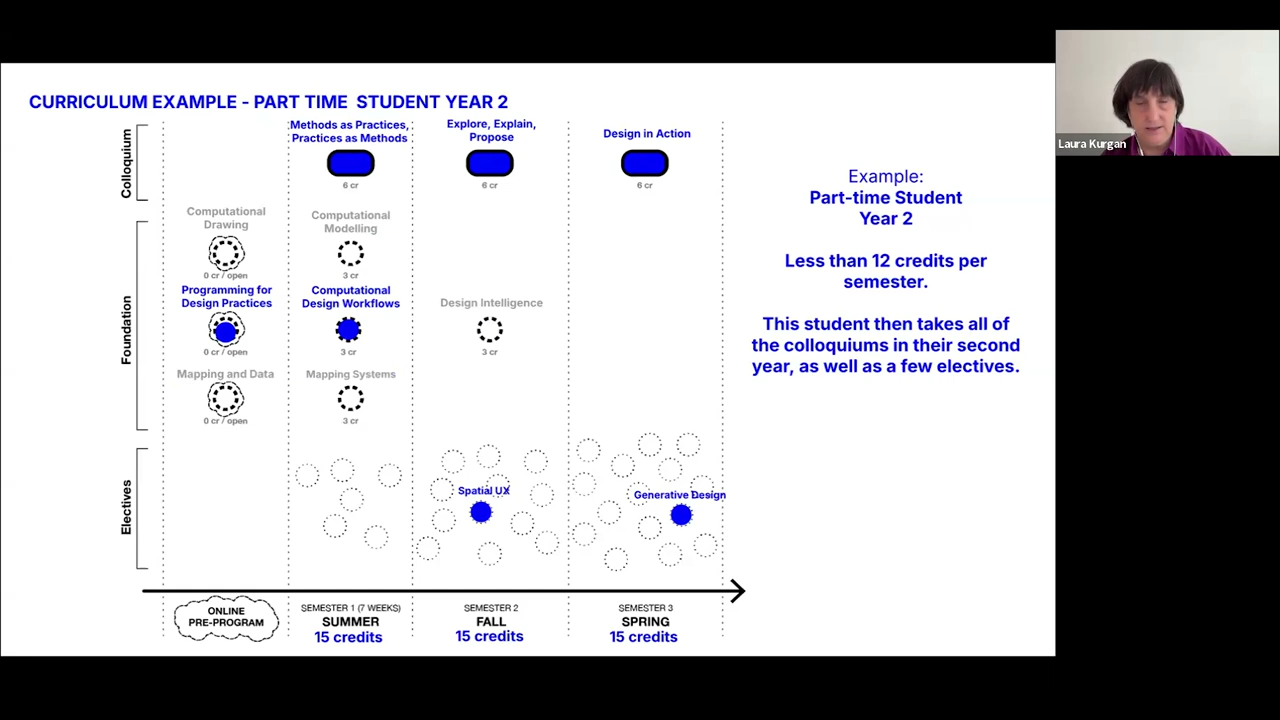 CURRICULUM EXAMPLE - PART TIME STUDENT YEAR 2
Colloquium
Methods as Practices,
Practices as Methods
6 cr
Explore, Explain,
Propose
6 cr
Design in Action
6 cr
Foundation
Computational
Drawing
0 cr / open
Computational
Modelling
3 cr
Programming for
Design Practices
0 cr / open
Computational
Design Workflows
3 cr
Design Intelligence
3 cr
Mapping and Data
0 cr / open
Mapping Systems
3 cr
Electives
Spatial UX
Generative Design
ONLINE
PRE-PROGRAM
SEMESTER 1 (7 WEEKS)
SUMMER
15 credits
SEMESTER 2
FALL
15 credits
SEMESTER 3
SPRING
15 credits
Example:
Part-time Student
Year 2
Less than 12 credits per
semester.
This student then takes all of
the colloquiums in their second
year, as well as a few electives.
Laura Kurgan